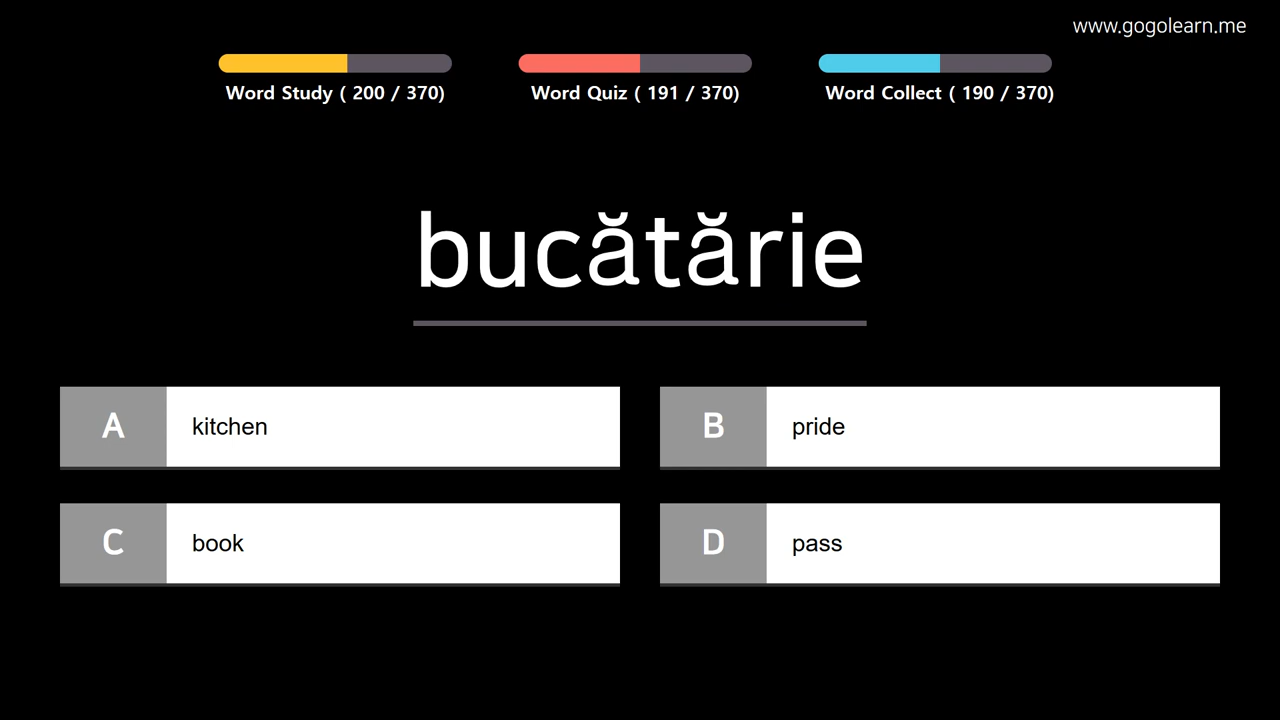 www.gogolearn.me
Word Study ( 200 / 370)
Word Quiz ( 191 / 370)
Word Collect ( 190 / 370)
bucătărie
A kitchen
B pride
C book
D pass